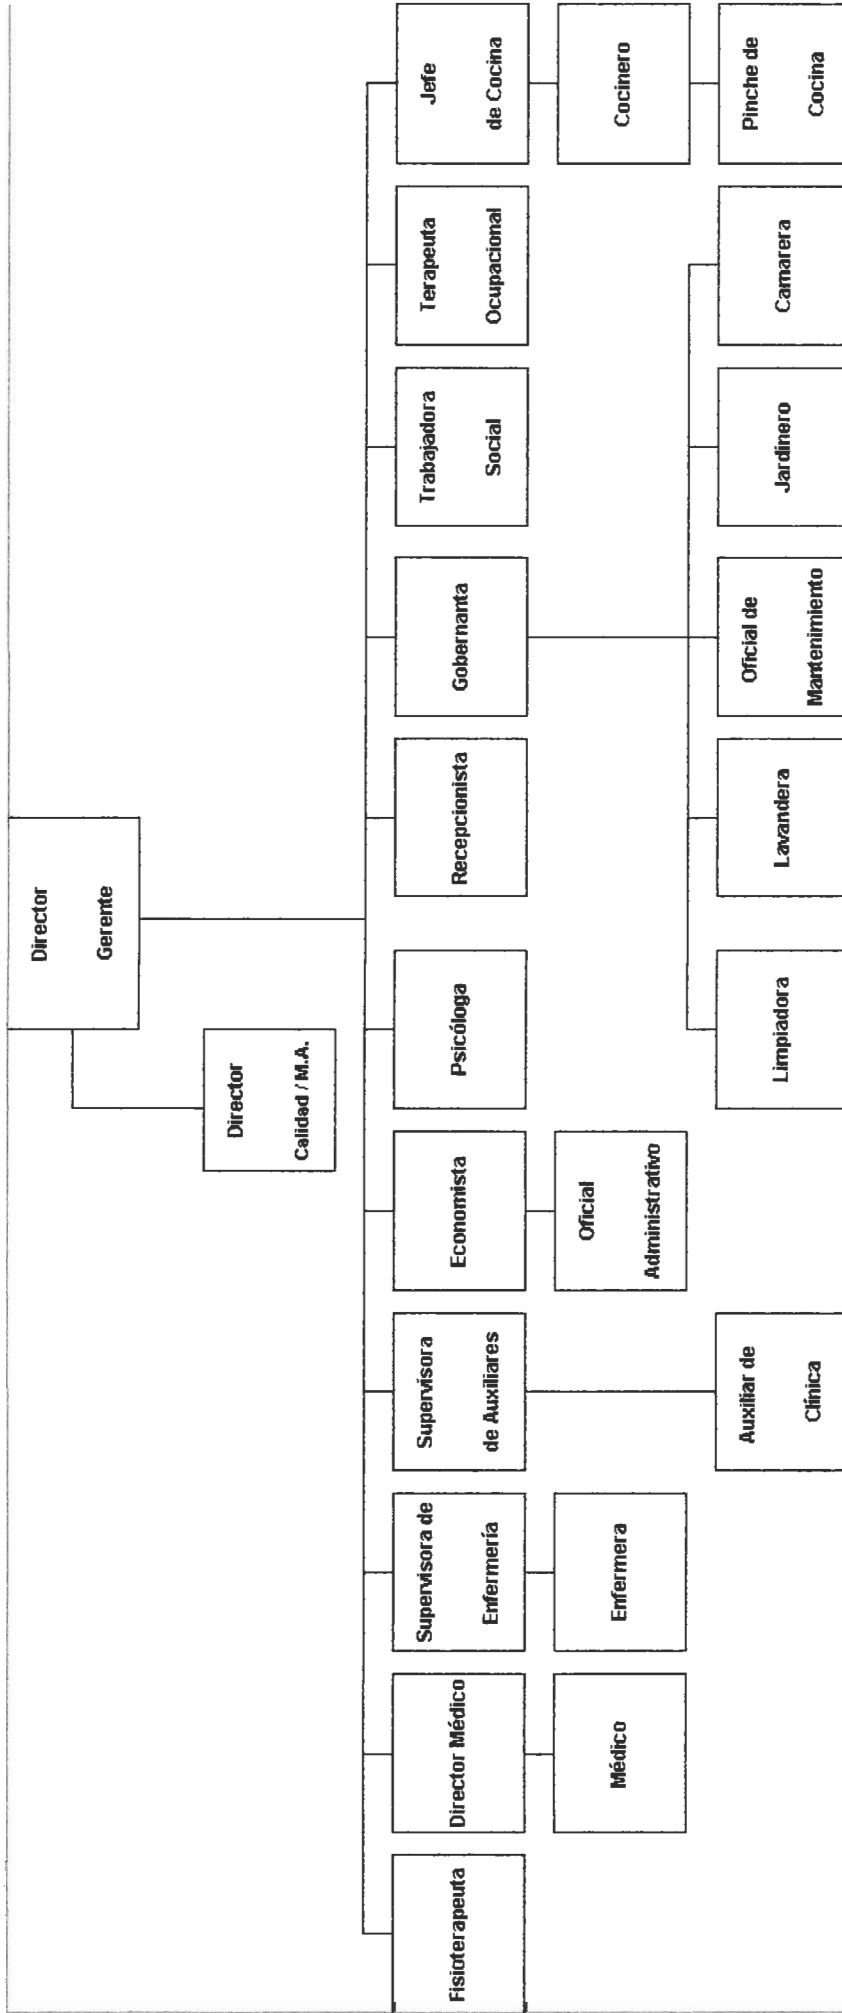 Director
Gerente
Director
Calidad / M.A.
Fisioterapeuta
Director Médico
Supervisora de
Enfermería
Supervisora
de Auxiliares
Economista
Psicóloga
Recepcionista
Gobernanta
Trabajadora
Social
Terapeuta
Ocupacional
Jefe
de Cocina
Médico
Enfermera
Oficial
Administrativo
Cocinero
Auxiliar de
Clínica
Limpiadora
Lavandera
Oficial de
Mantenimiento
Jardinero
Camarera
Pinche de
Cocina